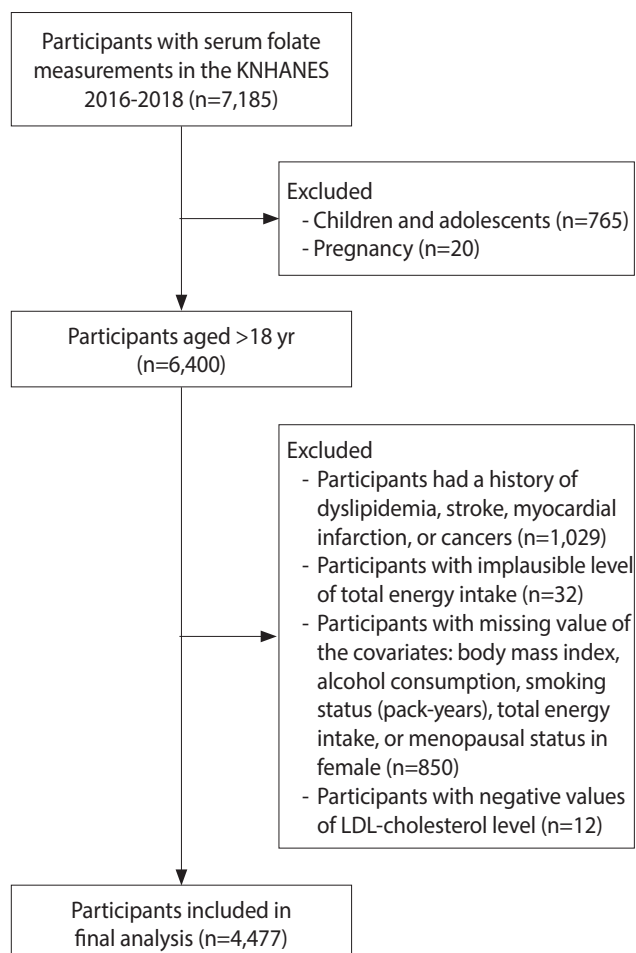 Participants with serum folate
measurements in the KNHANES
2016-2018 (n=7,185)
Excluded
- Children and adolescents (n=765)
- Pregnancy (n=20)
Participants aged >18 yr
(n=6,400)
Excluded
- Participants had a history of
dyslipidemia, stroke, myocardial
infarction, or cancers (n=1,029)
- Participants with implausible level
of total energy intake (n=32)
- Participants with missing value of
the covariates: body mass index,
alcohol consumption, smoking
status (pack-years), total energy
intake, or menopausal status in
female (n=850)
- Participants with negative values
of LDL-cholesterol level (n=12)
Participants included in
final analysis (n=4,477)